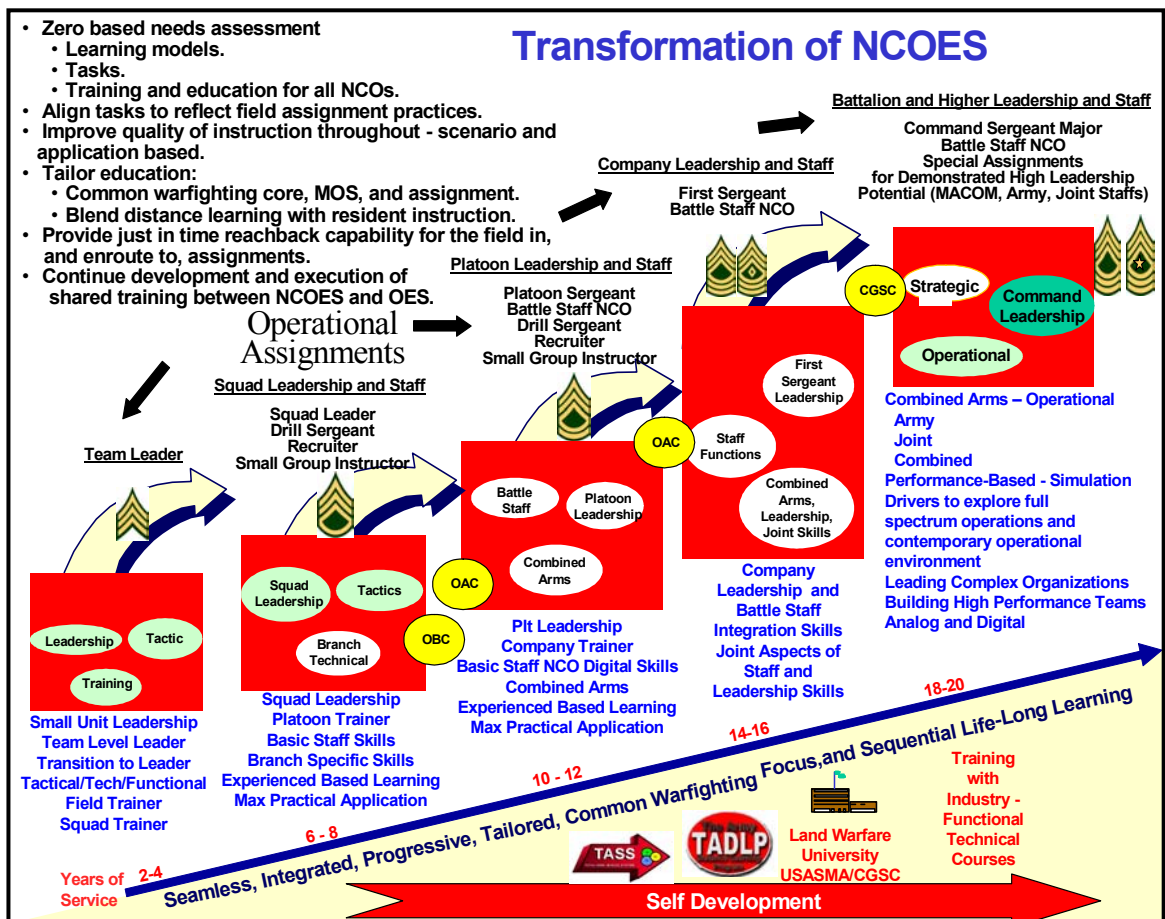 Transformation of NCOES
• Zero based needs assessment
• Learning models.
• Tasks.
• Training and education for all NCOs.
• Align tasks to reflect field assignment practices.
• Improve quality of instruction throughout - scenario and
application based.
• Tailor education:
• Common warfighting core, MOS, and assignment.
• Blend distance learning with resident instruction.
• Provide just in time reachback capability for the field in,
and enroute to, assignments.
• Continue development and execution of
shared training between NCOES and OES.
Operational
Assignments
Team Leader
Squad Leadership and Staff
Squad Leader
Drill Sergeant
Recruiter
Small Group Instructor
Platoon Leadership and Staff
Platoon Sergeant
Battle Staff NCO
Drill Sergeant
Recruiter
Small Group Instructor
Company Leadership and Staff
First Sergeant
Battle Staff NCO
Battalion and Higher Leadership and Staff
Command Sergeant Major
Battle Staff NCO
Special Assignments
for Demonstrated High Leadership
Potential (MACOM, Army, Joint Staffs)
Leadership
Tactic
Training
Small Unit Leadership
Team Level Leader
Transition to Leader
Tactical/Tech/Functional
Field Trainer
Squad Trainer
Squad
Leadership
Tactics
Branch
Technical
OAC
OBC
Squad Leadership
Platoon Trainer
Basic Staff Skills
Branch Specific Skills
Experienced Based Learning
Max Practical Application
Battle
Staff
Platoon
Leadership
Combined
Arms
OAC
Plt Leadership
Company Trainer
Basic Staff NCO Digital Skills
Combined Arms
Experienced Based Learning
Max Practical Application
First
Sergeant
Leadership
Staff
Functions
Combined
Arms,
Leadership,
Joint Skills
CGSC
Company
Leadership and
Battle Staff
Integration Skills
Joint Aspects of
Staff and
Leadership Skills
Strategic
Command
Leadership
Operational
Combined Arms – Operational
Army
Joint
Combined
Performance-Based - Simulation
Drivers to explore full
spectrum operations and
contemporary operational
environment
Leading Complex Organizations
Building High Performance Teams
Analog and Digital
Years of
Service
2-4
6 - 8
10 - 12
14-16
18-20
Seamless, Integrated, Progressive, Tailored, Common Warfighting Focus,and Sequential Life-Long Learning
TASS
TADLP
Land Warfare
University
USASMA/CGSC
Training
with
Industry -
Functional
Technical
Courses
Self Development